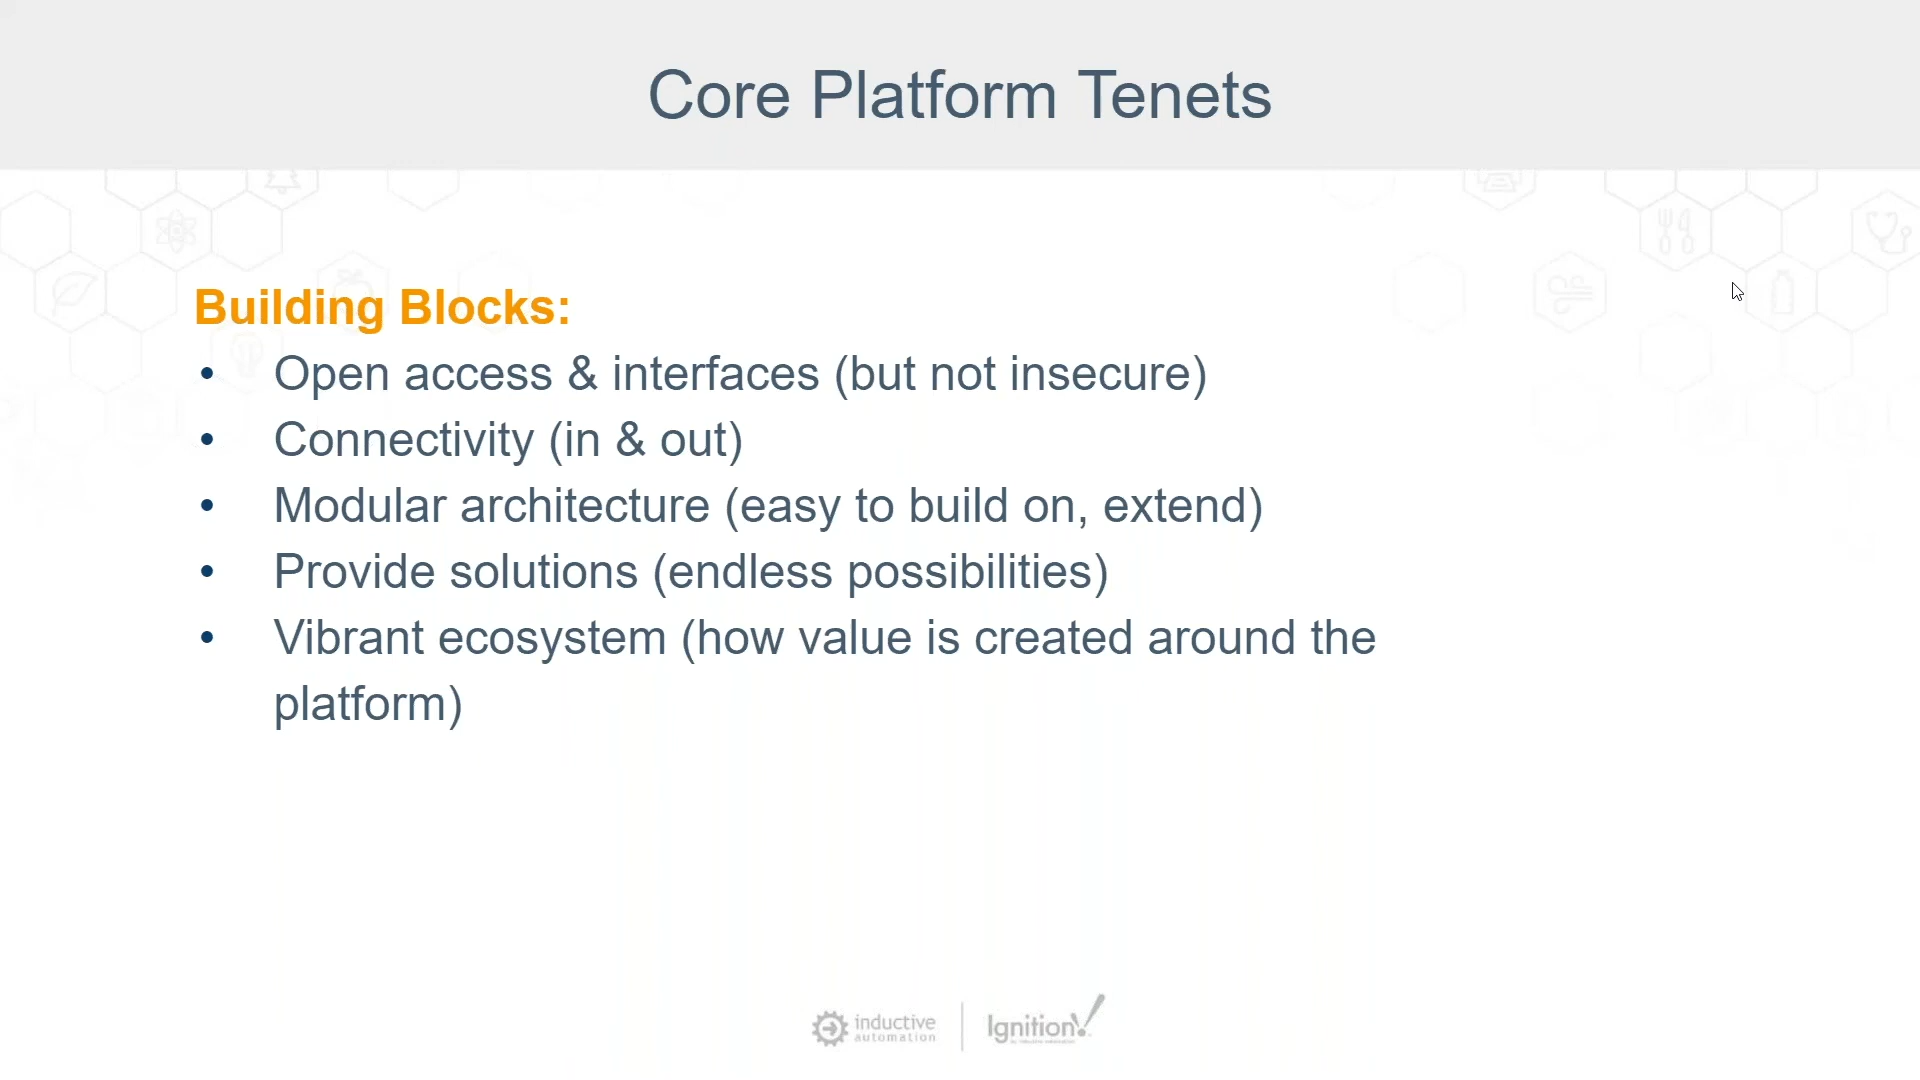 Core Platform Tenets
Building Blocks:
• Open access & interfaces (but not insecure)
• Connectivity (in & out)
• Modular architecture (easy to build on, extend)
• Provide solutions (endless possibilities)
• Vibrant ecosystem (how value is created around the
platform)
inductive
automation
Ignition!